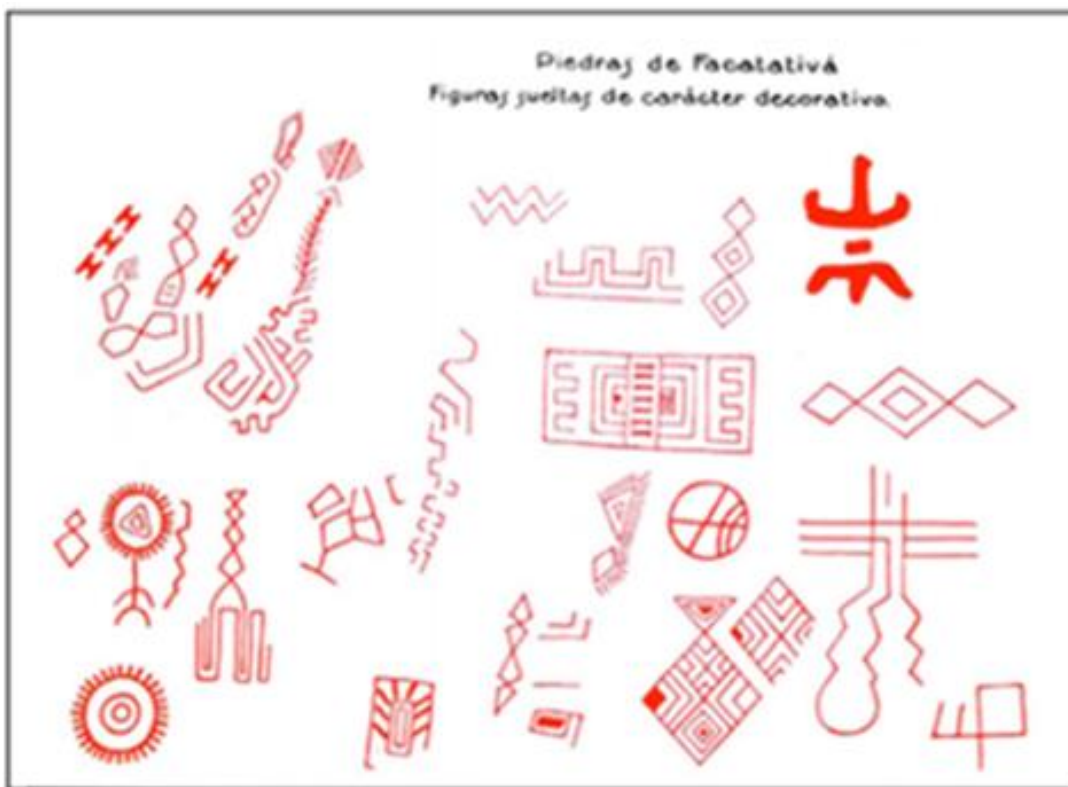 Piedras de Facatativá
Figuras sueltas de carácter decorativo.